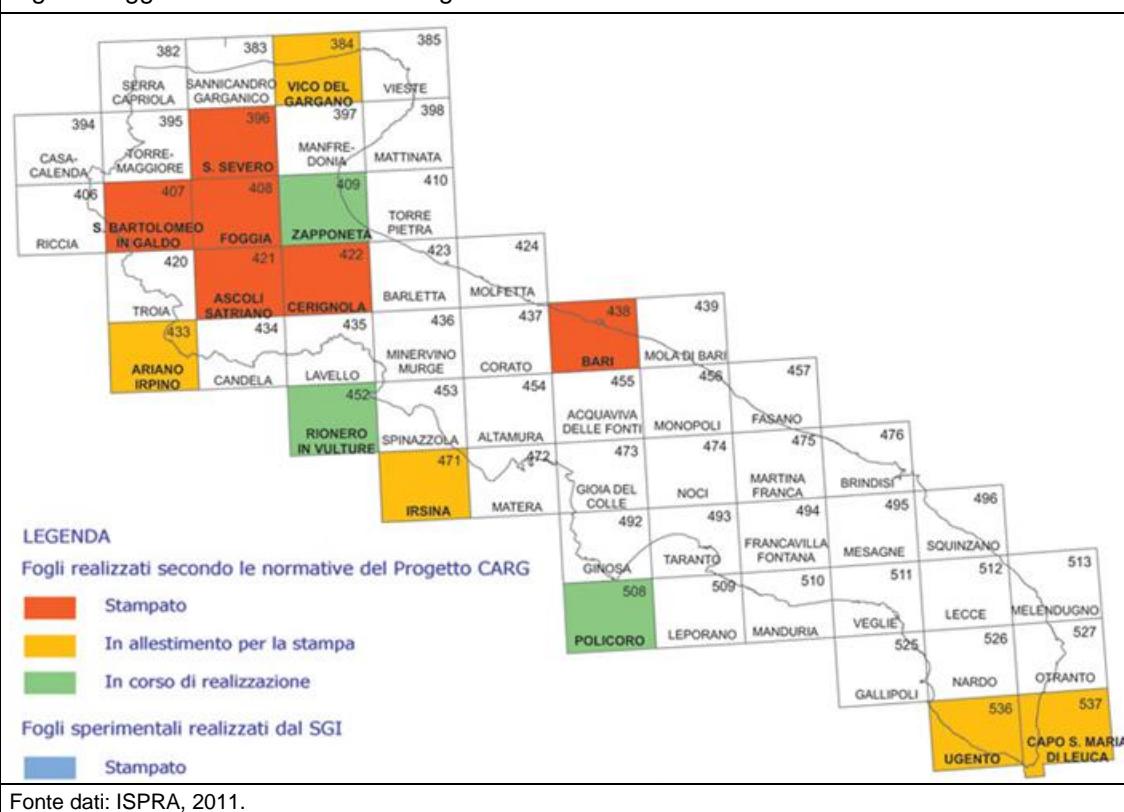 382
383
384
385
SERRA
CAPRIOLA
SANNICANDRO
GARGANICO
VICO DEL
GARGANO
VIESTE
394
395
396
397
398
CASA-
CALENDA
TORRE-
MAGGIORE
S. SEVERO
MANFRE-
DONIA
MATTINATA
406
407
408
409
410
RICCIA
S. BARTOLOMEO
IN GALDO
FOGGIA
ZAPPONETA
TORRE
PIETRA
420
421
422
423
424
TROIA
ASCOLI
SATRIANO
CERIGNOLA
BARLETTA
MOLFETTA
433
434
435
436
437
438
439
ARIANO
IRPINO
CANDELA
LAVELLO
MINERVINO
MURGE
CORATO
BARI
MOLA DI BARI
452
453
454
455
456
457
RIONERO
IN VULTURE
SPINAZZOLA
ALTAMURA
ACQUAVIVA
DELLE FONTI
MONOPOLI
FASANO
471
472
473
474
475
476
IRSINA
MATERA
GIOIA DEL
COLLE
NOCI
MARTINA
FRANCA
BRINDISI
492
493
494
495
496
GINOSA
TARANTO
FRANCAVILLA
FONTANA
MESAGNE
SQUINZANO
508
509
510
511
512
513
POLICORO
LEPORANO
MANDURIA
VEGLIE
LECCE
MELENDUGNO
525
526
527
GALLIPOLI
NARDO
OTRANTO
536
537
UGENTO
CAPO S. MARIA
DI LEUCA
LEGENDA
Fogli realizzati secondo le normative del Progetto CARG
Stampato
In allestimento per la stampa
In corso di realizzazione
Fogli sperimentali realizzati dal SGI
Stampato
Fonte dati: ISPRA, 2011.